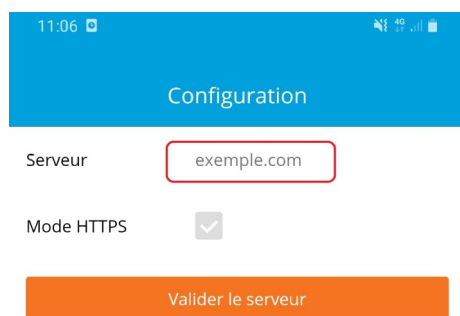 11:06
4G
Configuration
Serveur exemple.com
Mode HTTPS
Valider le serveur